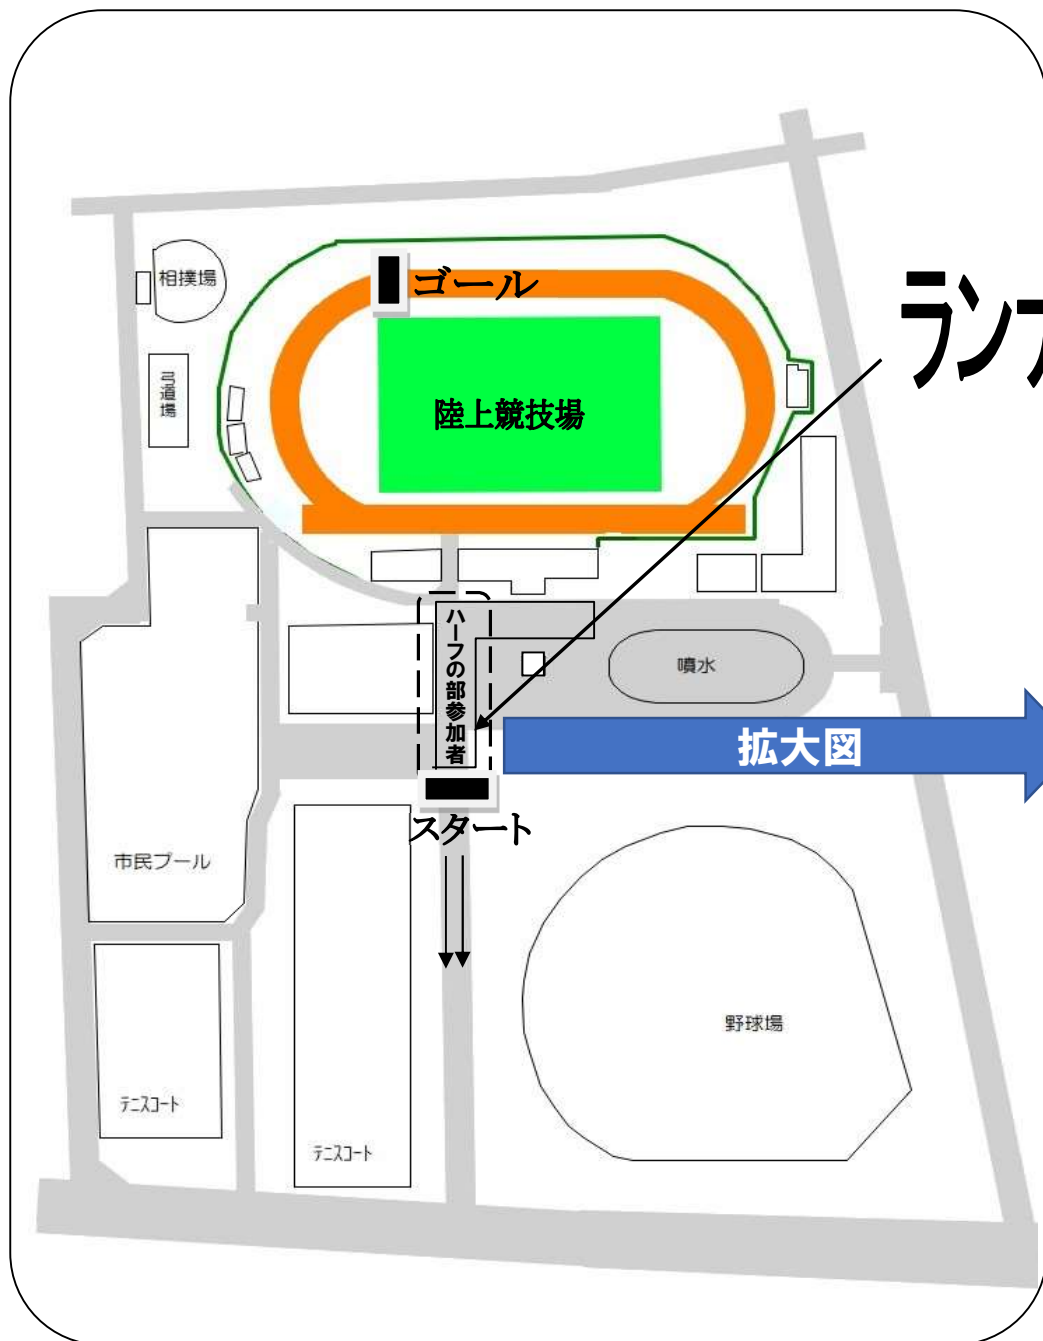 相撲場
ゴール
ラン
弓道場
陸上競技場
ハーフの部参加者
噴水
拡大図
スタート
市民プール
野球場
テニスコート
テニスコート